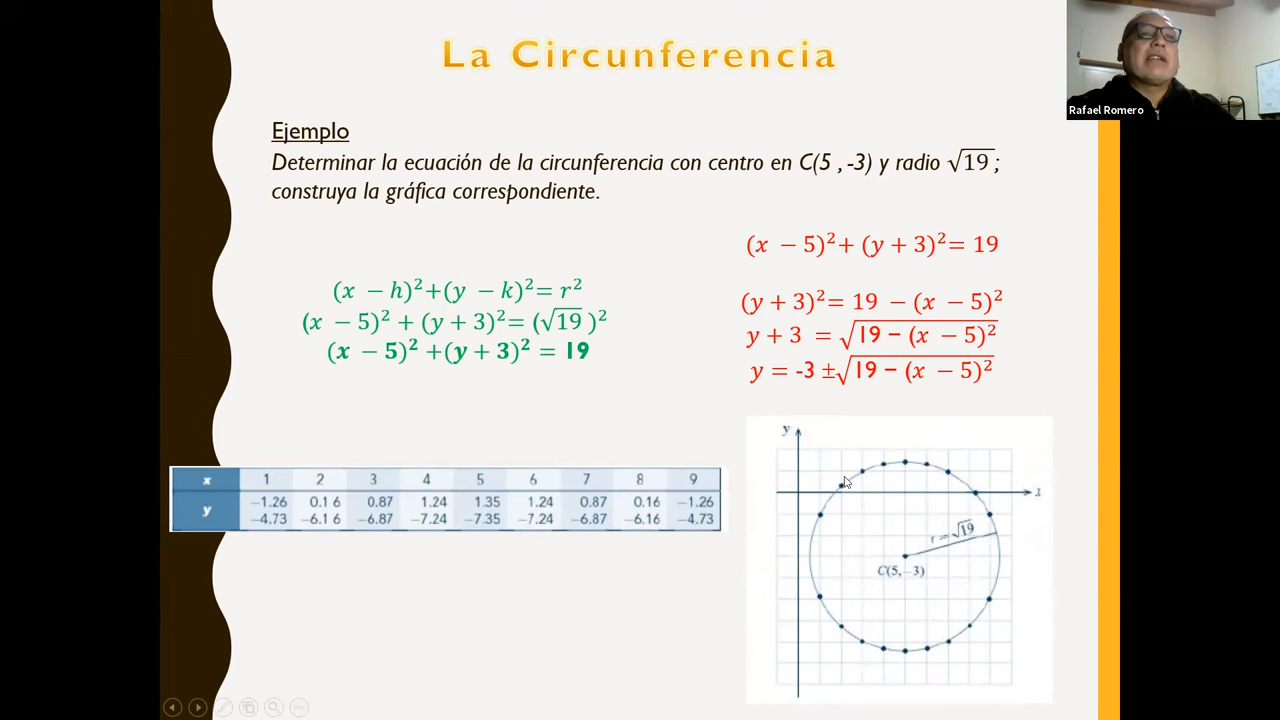 La Circunferencia
Rafael Romero
Ejemplo
Determinar la ecuación de la circunferencia con centro en C(5 , -3) y radio √19;
construya la gráfica correspondiente.
(x − h)²+(y − k)²= r²
(x − 5)² + (y + 3)²= (√19 )²
(x − 5)² +(y + 3)² = 19
(x − 5)²+ (y + 3)²= 19
(y + 3)²= 19 − (x − 5)²
y + 3 = √19 − (x − 5)²
y = -3 ±√19 − (x − 5)²
x 1 2 3 4 5 6 7 8 9
y −1.26 0.1 6 0.87 1.24 1.35 1.24 0.87 0.16 −1.26
−4.73 −6.1 6 −6.87 −7.24 −7.35 −7.24 −6.87 −6.16 −4.73
y
x
r = √19
C(5, −3)